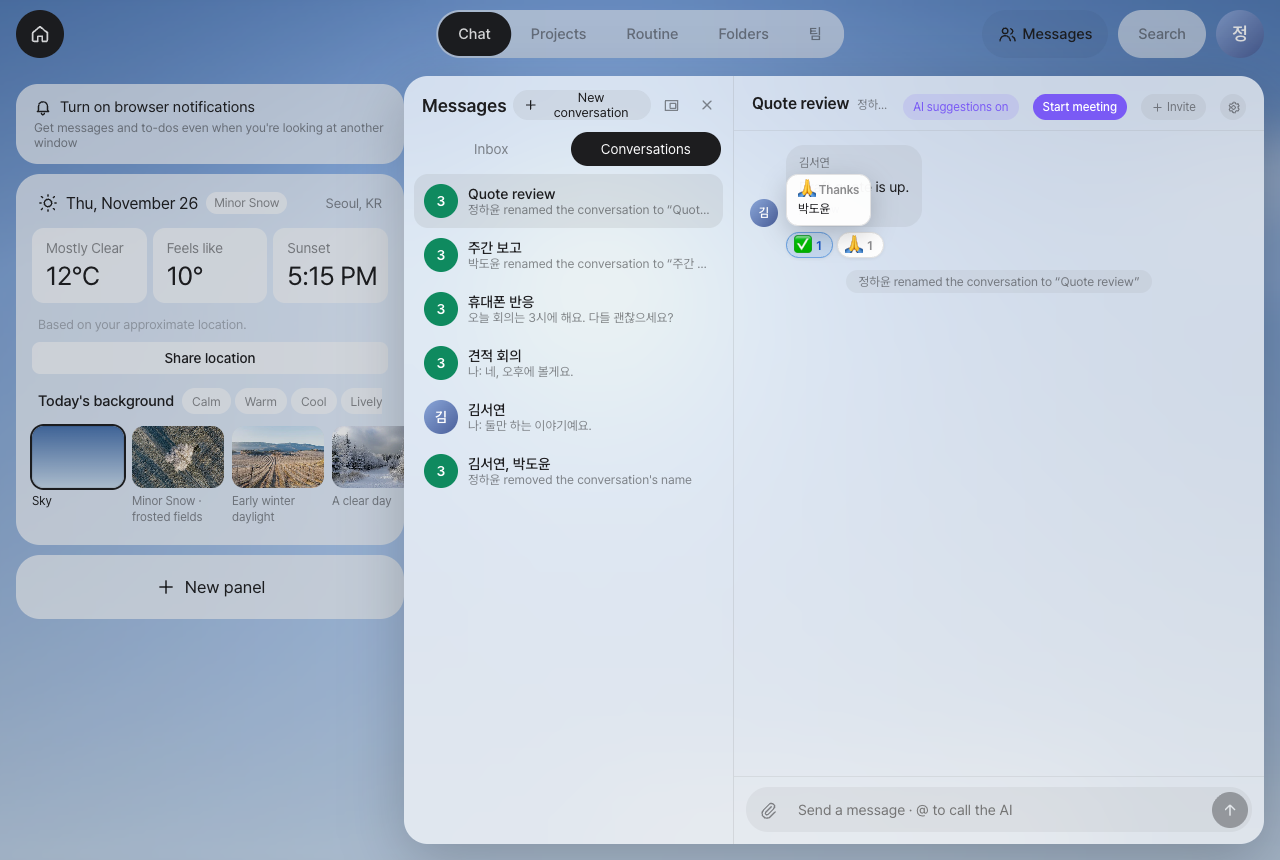 Chat
Projects
Routine
Folders
팀
Messages
Search
정
Turn on browser notifications
Get messages and to-dos even when you're looking at another
window
Thu, November 26
Minor Snow
Seoul, KR
Mostly Clear
12°C
Feels like
10°
Sunset
5:15 PM
Based on your approximate location.
Share location
Today's background
Calm
Warm
Cool
Lively
Sky
Minor Snow ·
frosted fields
Early winter
daylight
A clear day
New panel
Messages
New
conversation
Inbox
Conversations
3
Quote review
정하윤 renamed the conversation to “Quot...
3
주간 보고
박도윤 renamed the conversation to “주간 ...
3
휴대폰 반응
오늘 회의는 3시에 해요. 다들 괜찮으세요?
3
견적 회의
나: 네, 오후에 볼게요.
김
김서연
나: 둘만 하는 이야기예요.
3
김서연, 박도윤
정하윤 removed the conversation's name
Quote review
정하...
AI suggestions on
Start meeting
Invite
김서연
is up.
🙏 Thanks
박도윤
김
✅ 1
🙏 1
정하윤 renamed the conversation to “Quote review”
Send a message · @ to call the AI